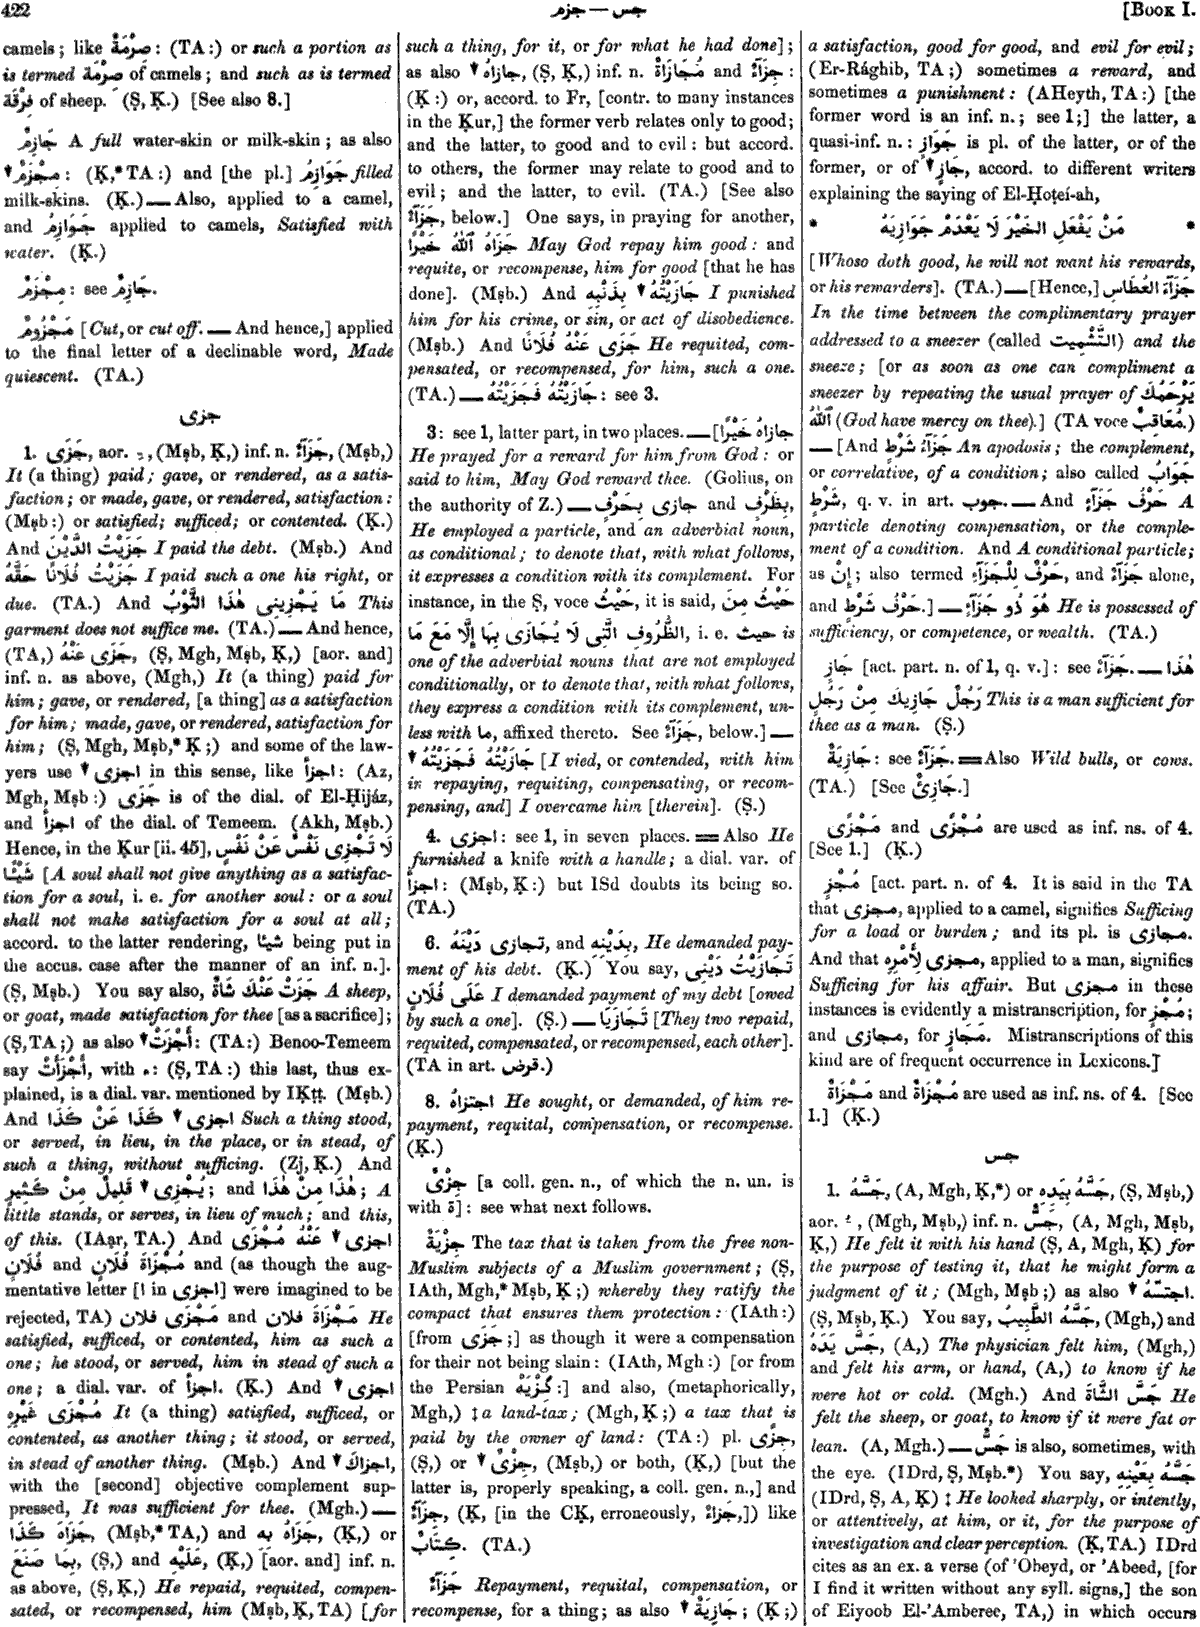 422
جس — جزم
[BOOK I.
camels; like صِرْمَةٌ: (TA:) or such a portion as
is termed صِرْمَة of camels; and such as is termed
فِرْقَة of sheep. (Ṣ, Ḳ.) [See also 8.]
جَازِمٌ A full water-skin or milk-skin; as also
▾مِجْزَمٌ: (Ḳ,* TA:) and [the pl.] جَوَازِمُ filled
milk-skins. (Ḳ.) — Also, applied to a camel,
and جَوَازِمُ applied to camels, Satisfied with
water. (Ḳ.)
مِجْزَمٌ: see جَازِمٌ.
مَجْزُومٌ [Cut, or cut off. — And hence,] applied
to the final letter of a declinable word, Made
quiescent. (TA.)
جزى
1. جَزَى, aor. ـِ, (Mṣb, Ḳ,) inf. n. جَزَآءٌ, (Mṣb,)
It (a thing) paid; gave, or rendered, as a satis-
faction; or made, gave, or rendered, satisfaction:
(Mṣb:) or satisfied; sufficed; or contented. (Ḳ.)
And جَزَيْتُ الدَّيْنَ I paid the debt. (Mṣb.) And
جَزَيْتُ فُلَانًا حَقَّهُ I paid such a one his right, or
due. (TA.) And مَا يَجْزِينِى هٰذَا الثَّوْبُ This
garment does not suffice me. (TA.) — And hence,
(TA,) جَزَى عَنْهُ, (Ṣ, Mgh, Mṣb, Ḳ,) [aor. and]
inf. n. as above, (Mgh,) It (a thing) paid for
him; gave, or rendered, [a thing] as a satisfaction
for him; made, gave, or rendered, satisfaction for
him; (Ṣ, Mgh, Mṣb,* Ḳ;) and some of the law-
yers use ▾اجزى in this sense, like اجزأ: (Az,
Mgh, Mṣb:) جَزَى is of the dial. of El-Ḥijáz,
and اجزأ of the dial. of Temeem. (Akh, Mṣb.)
Hence, in the Ḳur [ii. 45], لَا تَجْزِى نَفْسٌ عَنْ نَفْسٍ
شَيْئًا [A soul shall not give anything as a satisfac-
tion for a soul, i. e. for another soul: or a soul
shall not make satisfaction for a soul at all;
accord. to the latter rendering, شيئا being put in
the accus. case after the manner of an inf. n.].
(Ṣ, Mṣb.) You say also, جَزَتْ عَنْكَ شَاةٌ A sheep,
or goat, made satisfaction for thee [as a sacrifice];
(Ṣ, TA;) as also ▾أَجْزَتْ: (TA:) Benoo-Temeem
say أَجْزَأَتْ, with ء: (Ṣ, TA:) this last, thus ex-
plained, is a dial. var. mentioned by IḲṭṭ. (Mṣb.)
And اجزى ▾ كَذَا عَنْ كَذَا Such a thing stood,
or served, in lieu, in the place, or in stead, of
such a thing, without sufficing. (Zj, Ḳ.) And
يُجْزِى ▾ قَلِيلٌ مِنْ كَثِيرٍ; and هٰذَا مِنْ هٰذَا; A
little stands, or serves, in lieu of much; and this,
of this. (IAạr, TA.) And اجزى ▾ عَنْهُ مُجْزَى
فُلَانٍ and مُجْزَاةَ فُلَانٍ and (as though the aug-
mentative letter [ا in اجزى] were imagined to be
rejected, TA) مَجْزَى فلان and مَجْزَاةَ فلان He
satisfied, sufficed, or contented, him as such a
one; he stood, or served, him in stead of such a
one; a dial. var. of اجزأ. (Ḳ.) And اجزى ▾
مُجْزَى غَيْرِهِ It (a thing) satisfied, sufficed, or
contented, as another thing; it stood, or served,
in stead of another thing. (Mṣb.) And ▾ اجزاكَ,
with the [second] objective complement sup-
pressed, It was sufficient for thee. (Mgh.) —
جَزَاهُ كَذَا, (Mṣb,* TA,) and جَزَاهُ بِهِ, (Ḳ,) or
بِمَا صَنَعَ, (Ṣ,) and عَلَيْهِ, (Ḳ,) [aor. and] inf. n.
as above, (Ṣ, Ḳ,) He repaid, requited, compen-
sated, or recompensed, him (Mṣb, Ḳ, TA) [for
such a thing, for it, or for what he had done];
as also ▾جازاهُ, (Ṣ, Ḳ,) inf. n. مُجَازَاةٌ and جِزَآءٌ:
(Ḳ:) or, accord. to Fr, [contr. to many instances
in the Ḳur,] the former verb relates only to good;
and the latter, to good and to evil: but accord.
to others, the former may relate to good and to
evil; and the latter, to evil. (TA.) [See also
جَزَآءٌ, below.] One says, in praying for another,
جَزَاهُ ٱللّٰهُ خَيْرًا May God repay him good: and
requite, or recompense, him for good [that he has
done]. (Mṣb.) And جَازَيْتُهُ ▾ بِذَنْبِهِ I punished
him for his crime, or sin, or act of disobedience.
(Mṣb.) And جَزَى عَنْهُ فُلَانًا He requited, com-
pensated, or recompensed, for him, such a one.
(TA.) — جَازَيْتُهُ فَجَزَيْتُهُ: see 3.
3: see 1, latter part, in two places. — [جازاهُ خَيْرًا
He prayed for a reward for him from God: or
said to him, May God reward thee. (Golius, on
the authority of Z.) — جازى بِحَرْفٍ and
بِظَرْفٍ, He employed a particle, and an adverbial noun,
as conditional; to denote that, with what follows,
it expresses a condition with its complement. For
instance, in the Ṣ, voce حَيْثُ, it is said, حَيْثُ مِنَ
الظُّرُوفِ الَّتِى لَا يُجَازَى بِهَا إِلَّا مَعَ مَا, i. e. حيث is
one of the adverbial nouns that are not employed
conditionally, or to denote that, with what follows,
they express a condition with its complement, un-
less with ما, affixed thereto. See جَزَآءٌ, below.] —
▾ جَازَيْتُهُ فَجَزَيْتُهُ [I vied, or contended, with him
in repaying, requiting, compensating, or recom-
pensing, and] I overcame him [therein]. (Ṣ.)
4. اجزى: see 1, in seven places. = Also He
furnished a knife with a handle; a dial. var. of
اجزأ: (Mṣb, Ḳ:) but ISd doubts its being so.
(TA.)
6. تجازى دَيْنَهُ, and بِدَيْنِهِ, He demanded pay-
ment of his debt. (Ḳ.) You say, تَجَازَيْتُ دَيْنِى
عَلَى فُلَانٍ I demanded payment of my debt [owed
by such a one]. (Ṣ.) — تَجَازَيَا [They two repaid,
requited, compensated, or recompensed, each other].
(TA in art. قرض.)
8. اجتزاهُ He sought, or demanded, of him re-
payment, requital, compensation, or recompense.
(Ḳ.)
جِزْىٌ [a coll. gen. n., of which the n. un. is
with ة]: see what next follows.
جِزْيَةٌ The tax that is taken from the free non-
Muslim subjects of a Muslim government; (Ṣ,
IAth, Mgh,* Mṣb, Ḳ;) whereby they ratify the
compact that ensures them protection: (IAth:)
[from جَزَى;] as though it were a compensation
for their not being slain: (IAth, Mgh:) [or from
the Persian گَزْيَهْ:] and also, (metaphorically,
Mgh,) ‡ a land-tax; (Mgh, Ḳ;) a tax that is
paid by the owner of land: (TA:) pl. جِزًى,
(Ṣ,) or ▾جِزْىٌ, (Mṣb,) or both, (Ḳ,) [but the
latter is, properly speaking, a coll. gen. n.,] and
جِزَآءٌ, (Ḳ, [in the CḲ, erroneously, جَزاءٌ,]) like
كِتَابٌ. (TA.)
جَزَآءٌ Repayment, requital, compensation, or
recompense, for a thing; as also ▾ جَازِيَةٌ; (Ḳ;)
a satisfaction, good for good, and evil for evil;
(Er-Rághib, TA;) sometimes a reward, and
sometimes a punishment: (AHeyth, TA:) [the
former word is an inf. n.; see 1;] the latter, a
quasi-inf. n.: جَوَازٍ is pl. of the latter, or of the
former, or of ▾جَازٍ, accord. to different writers
explaining the saying of El-Ḥoṭeí-ah,
* مَنْ يَفْعَلِ الخَيْرَ لَا يَعْدَمْ جَوَازِيَهُ *
[Whoso doth good, he will not want his rewards,
or his rewarders]. (TA.) — [Hence,] جَزَآءَ العُطَاسِ
In the time between the complimentary prayer
addressed to a sneezer (called التَّشْمِيت) and the
sneeze; [or as soon as one can compliment a
sneezer by repeating the usual prayer of يَرْحَمُكَ
ٱللّٰهُ (God have mercy on thee).] (TA voce مُعَاقِبٌ.)
— [And جَزَآءُ شَرْطٍ An apodosis; the complement,
or correlative, of a condition; also called جَوَابُ
شَرْطٍ, q. v. in art. جوب. — And حَرْفُ جَزَآءٍ A
particle denoting compensation, or the comple-
ment of a condition. And A conditional particle;
as إِنْ; also termed حَرْفٌ لِلْجَزَآءِ, and جَزَآءٌ alone,
and حَرْفُ شَرْطٍ.] — هُوَ ذُو جَزَآءٍ He is possessed of
sufficiency, or competence, or wealth. (TA.)
جَازٍ [act. part. n. of 1, q. v.]: see جَزَآءٌ. — هٰذَا
رَجُلٌ جَازِيكَ مِنْ رَجُلٍ This is a man sufficient for
thee as a man. (Ṣ.)
جَازِيَةٌ: see جَزَآءٌ. = Also Wild bulls, or cows.
(TA.) [See جَازِئٌ.]
مُجْزًى and مَجْزًى are used as inf. ns. of 4.
[See 1.] (Ḳ.)
مُجْزٍ [act. part. n. of 4. It is said in the TA
that مجزى, applied to a camel, signifies Sufficing
for a load or burden; and its pl. is مجازى.
And that مجزى لِأَمْرِهِ, applied to a man, signifies
Sufficing for his affair. But مجزى in these
instances is evidently a mistranscription, for مُجْزٍ;
and مجازى, for مَجَازٍ. Mistranscriptions of this
kind are of frequent occurrence in Lexicons.]
مُجْزَاةٌ and مَجْزَاةٌ are used as inf. ns. of 4. [See
1.] (Ḳ.)
جس
1. جَسَّهُ, (A, Mgh, Ḳ,*) or جَسَّهُ بِيَدِهِ, (Ṣ, Mṣb,)
aor. ـُ, (Mgh, Mṣb,) inf. n. جَسٌّ, (A, Mgh, Mṣb,
Ḳ,) He felt it with his hand (Ṣ, A, Mgh, Ḳ) for
the purpose of testing it, that he might form a
judgment of it; (Mgh, Mṣb;) as also ▾ اجتسّهُ.
(Ṣ, Mṣb, Ḳ.) You say, جَسَّهُ الطَّبِيبُ, (Mgh,) and
جَسَّ يَدَهُ, (A,) The physician felt him, (Mgh,)
and felt his arm, or hand, (A,) to know if he
were hot or cold. (Mgh.) And جَسَّ الشَّاةَ He
felt the sheep, or goat, to know if it were fat or
lean. (A, Mgh.) — جَسٌّ is also, sometimes, with
the eye. (IDrd, Ṣ, Mṣb.*) You say, جَسَّهُ بِعَيْنِهِ
(IDrd, Ṣ, A, Ḳ) ‡ He looked sharply, or intently,
or attentively, at him, or it, for the purpose of
investigation and clear perception. (Ḳ, TA.) IDrd
cites as an ex. a verse (of 'Obeyd, or 'Abeed, [for
I find it written without any syll. signs,] the son
of Eiyoob El-'Amberee, TA,) in which occurs